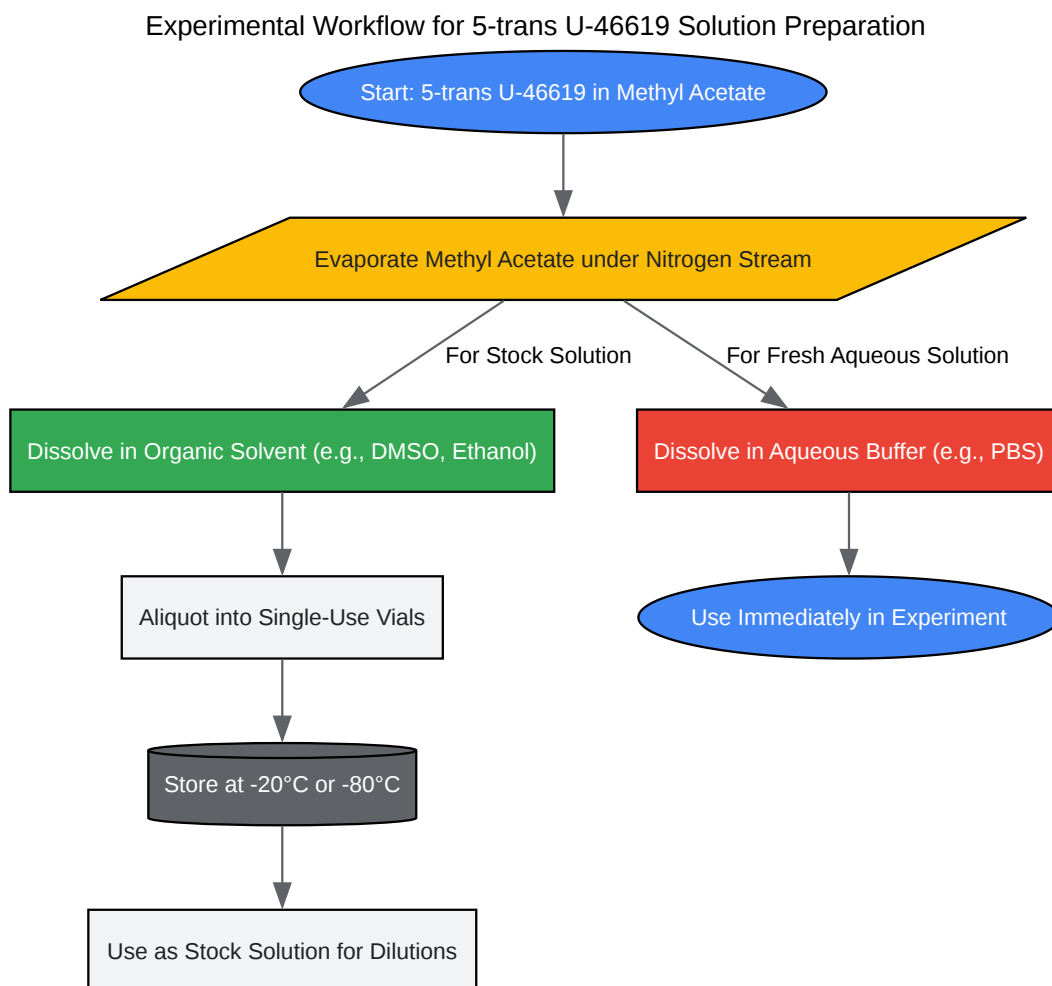 Experimental Workflow for 5-trans U-46619 Solution Preparation
Start: 5-trans U-46619 in Methyl Acetate
Evaporate Methyl Acetate under Nitrogen Stream
For Stock Solution
For Fresh Aqueous Solution
Dissolve in Organic Solvent (e.g., DMSO, Ethanol)
Dissolve in Aqueous Buffer (e.g., PBS)
Aliquot into Single-Use Vials
Use Immediately in Experiment
Store at -20°C or -80°C
Use as Stock Solution for Dilutions